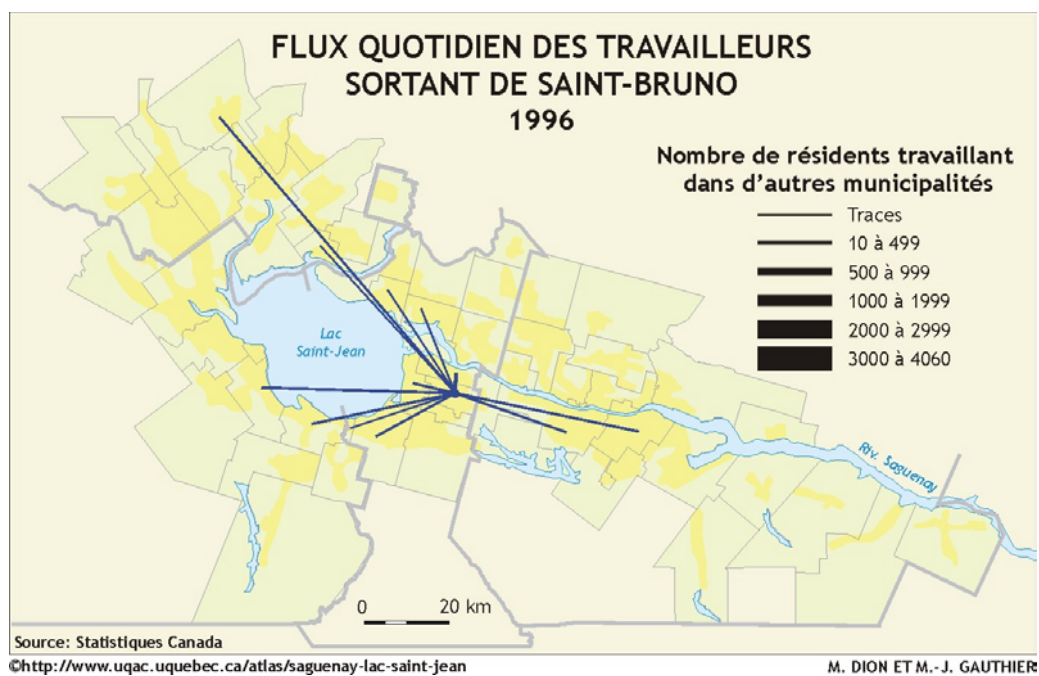 FLUX QUOTIDIEN DES TRAVAILLEURS
SORTANT DE SAINT-BRUNO
1996
Nombre de résidents travaillant
dans d'autres municipalités
Traces
10 à 499
500 à 999
1000 à 1999
2000 à 2999
3000 à 4060
Lac
Saint-Jean
Riv. Saguenay
0 20 km
Source: Statistiques Canada
©http://www.uqac.uquebec.ca/atlas/saguenay-lac-saint-jean
M. DION ET M.-J. GAUTHIER